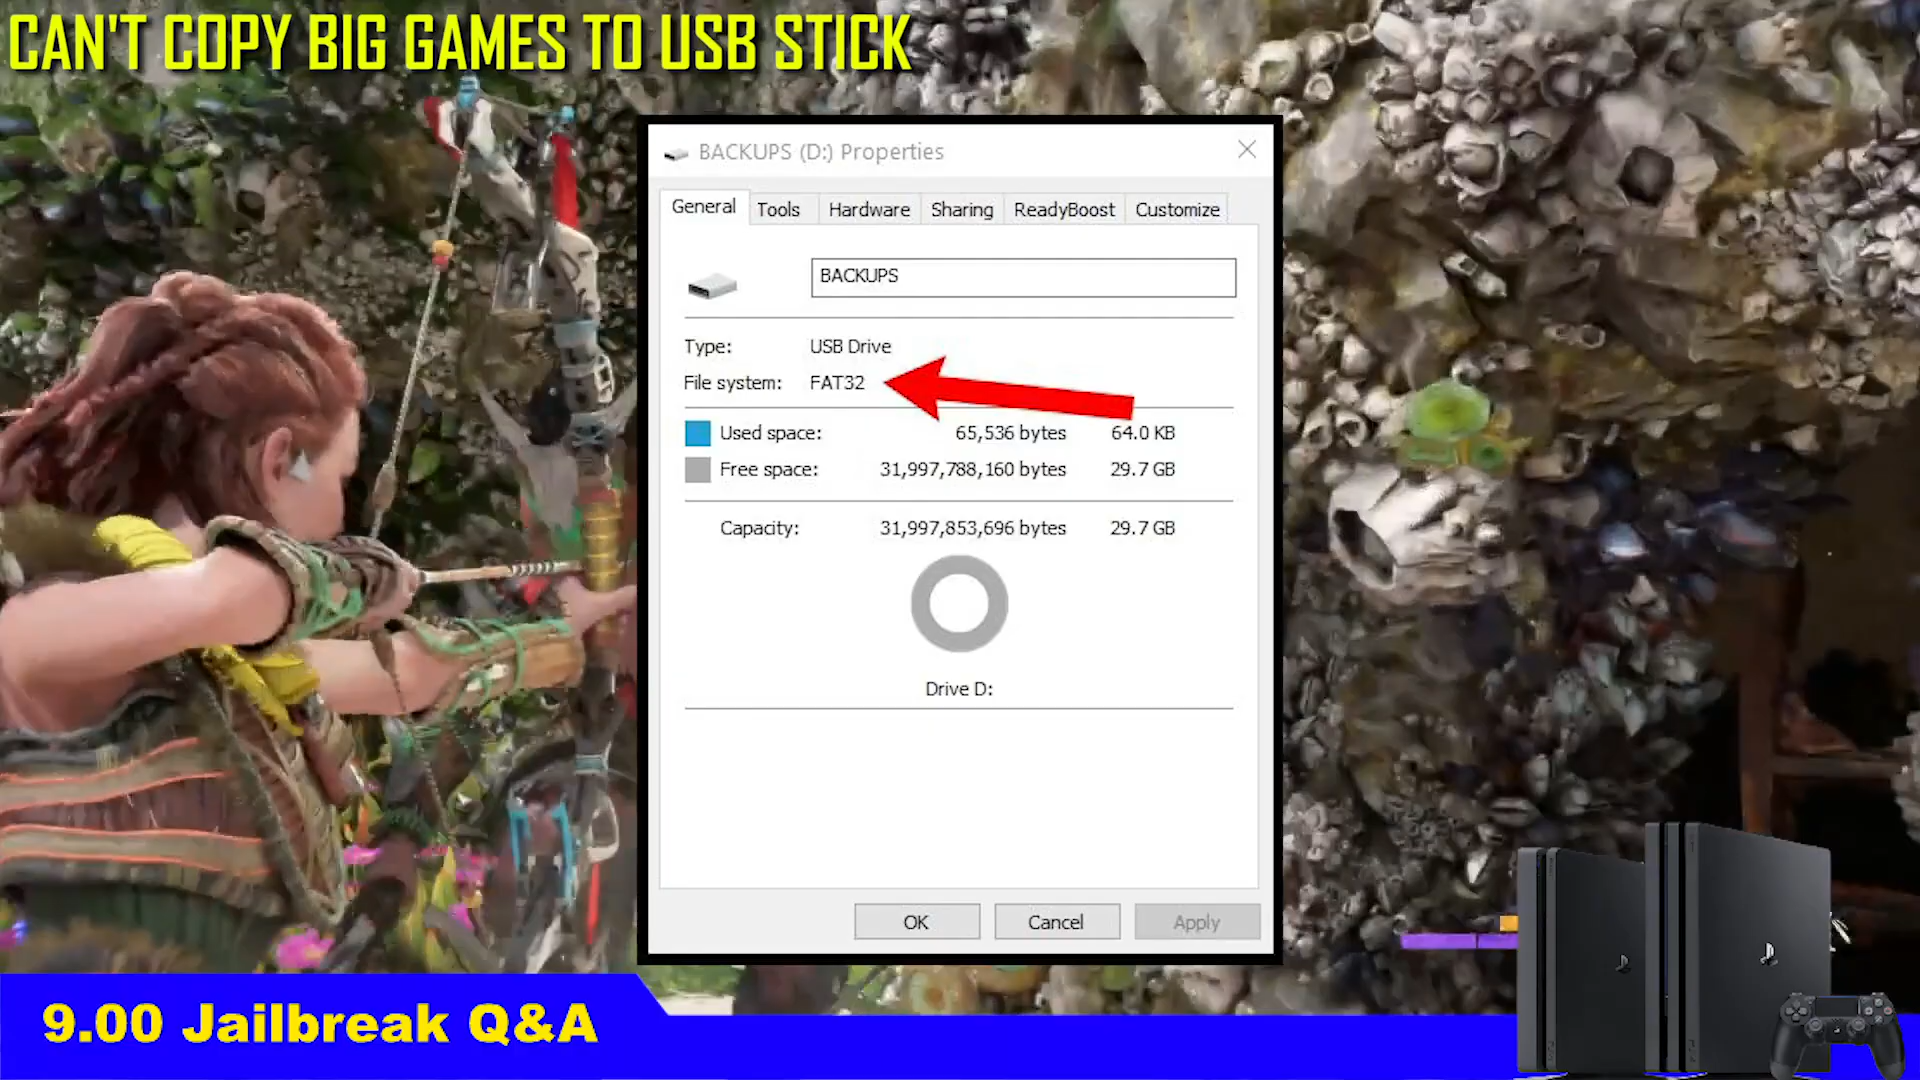 CAN'T COPY BIG GAMES TO USB STICK
BACKUPS (D:) Properties
General Tools Hardware Sharing ReadyBoost Customize
BACKUPS
Type: USB Drive
File system: FAT32
Used space: 65,536 bytes 64.0 KB
Free space: 31,997,788,160 bytes 29.7 GB
Capacity: 31,997,853,696 bytes 29.7 GB
Drive D:
OK Cancel Apply
9.00 Jailbreak Q&A